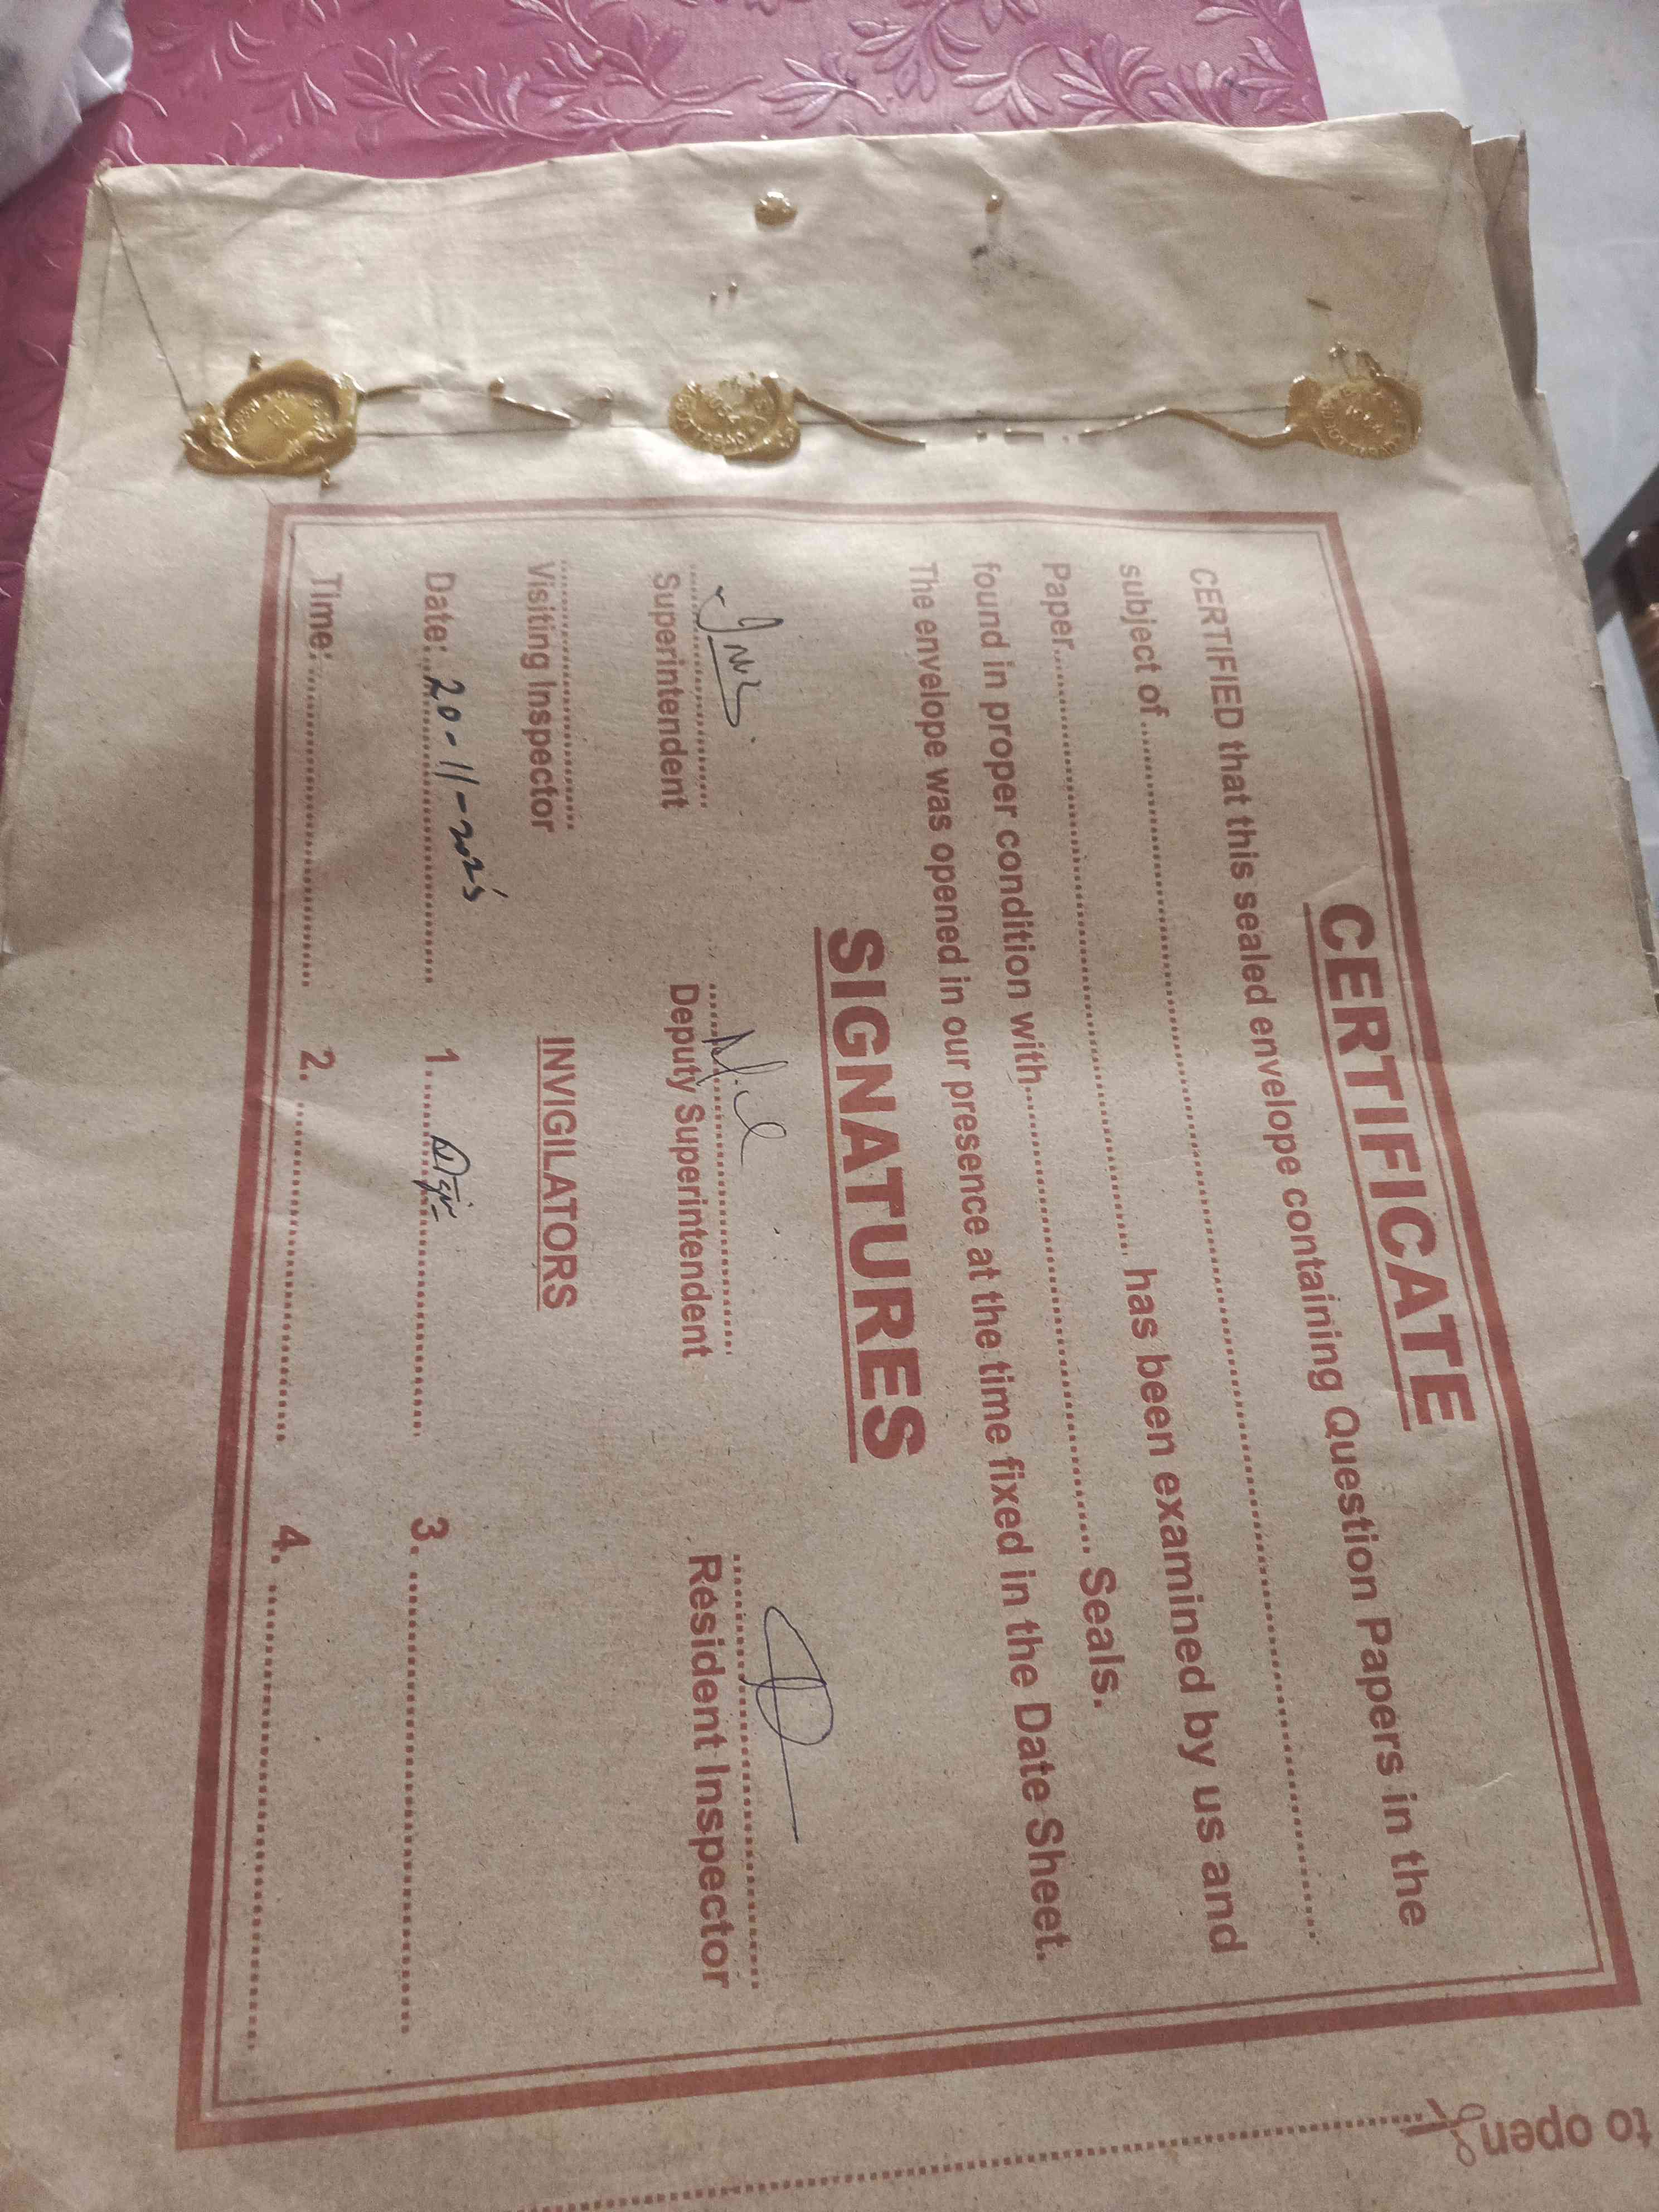 CERTIFICATE
CERTIFIED that this sealed envelope containing Question Papers in the
subject of ................................................................
Paper................................................ has been examined by us and
found in proper condition with................................................ Seals.
The envelope was opened in our presence at the time fixed in the Date Sheet.
SIGNATURES
Superintendent Deputy Superintendent Resident Inspector
Visiting Inspector INVIGILATORS
Date: 20-11-2025 1. 3.
Time: 2. 4.
to open